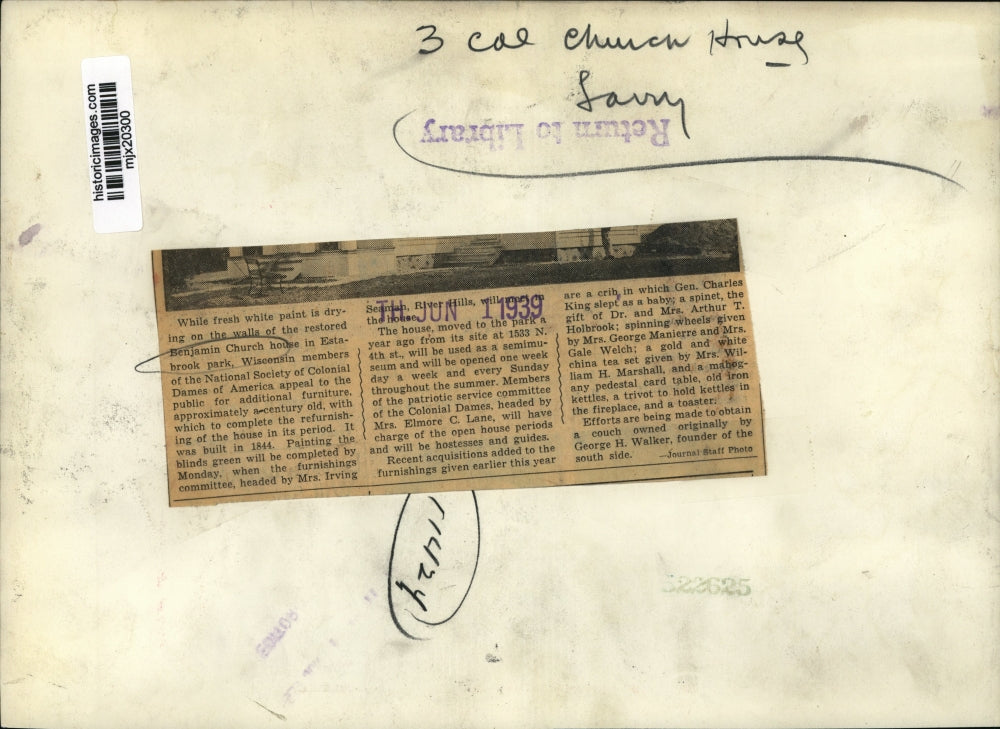 3 col Church House
historicimages.com
mjx20300
Return to Library
TH. JUN 1 1939
While fresh white paint is dry-
ing on the walls of the restored
Benjamin Church house in Esta-
brook park, Wisconsin members
of the National Society of Colonial
Dames of America appeal to the
public for additional furniture,
approximately a century old, with
which to complete the refurnish-
ing of the house in its period. It
was built in 1844. Painting the
blinds green will be completed by
Monday, when the furnishings
committee, headed by Mrs. Irving
Seaman, River Hills, will meet in
the house.
The house, moved to the park a
year ago from its site at 1533 N.
4th st., will be used as a semimu-
seum and will be opened one week
day a week and every Sunday
throughout the summer. Members
of the patriotic service committee
of the Colonial Dames, headed by
Mrs. Elmore C. Lane, will have
charge of the open house periods
and will be hostesses and guides.
Recent acquisitions added to the
furnishings given earlier this year
are a crib in which Gen. Charles
King slept as a baby; a spinet, the
gift of Dr. and Mrs. Arthur T.
Holbrook; spinning wheels given
by Mrs. George Manierre and Mrs.
Gale Welch; a gold and white
china tea set given by Mrs. Wil-
liam H. Marshall, and a mahog-
any pedestal card table, old iron
kettles, a trivot to hold kettles in
the fireplace, and a toaster.
Efforts are being made to obtain
a couch owned originally by
George H. Walker, founder of the
south side. —Journal Staff Photo
EDITOR